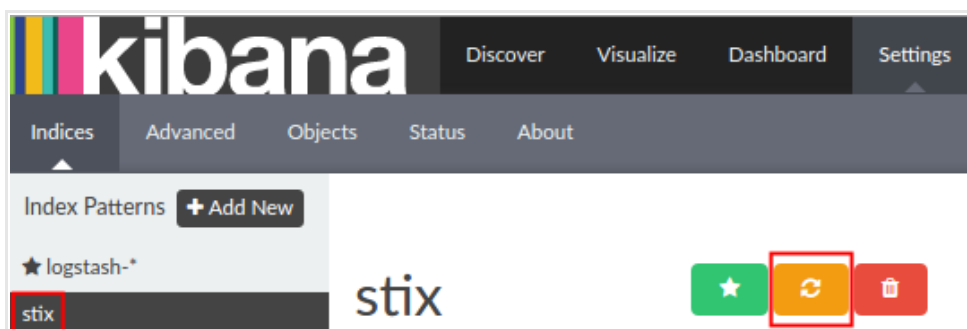 kibana Discover Visualize Dashboard Settings
Indices Advanced Objects Status About
Index Patterns + Add New
logstash-*
stix
stix